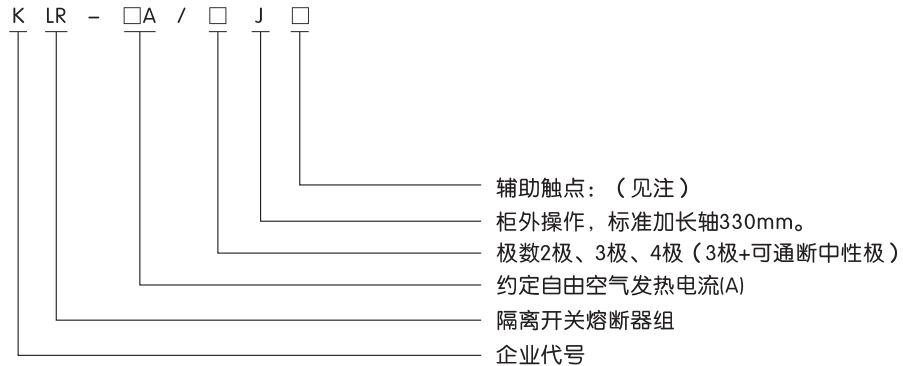 K LR - □A / □ J □
辅助触点：（见注）
柜外操作，标准加长轴330mm。
极数2极、3极、4极（3极+可通断中性极）
约定自由空气发热电流(A)
隔离开关熔断器组
企业代号